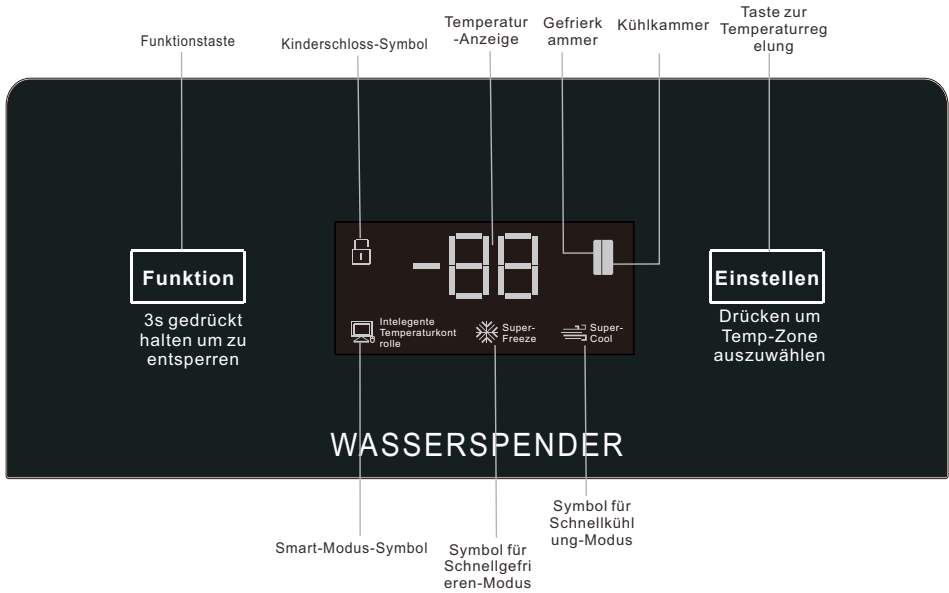 Funktionstaste
Kinderschloss-Symbol
Temperatur
-Anzeige
Gefrierk
ammer
Kühlkammer
Taste zur
Temperaturreg
elung
Funktion
3s gedrückt
halten um zu
entsperren
-88
Intelegente
Temperaturkont
rolle
Super-
Freeze
Super-
Cool
Einstellen
Drücken um
Temp-Zone
auszuwählen
WASSERSPENDER
Smart-Modus-Symbol
Symbol für
Schnellgefri
eren-Modus
Symbol für
Schnellkühl
ung-Modus